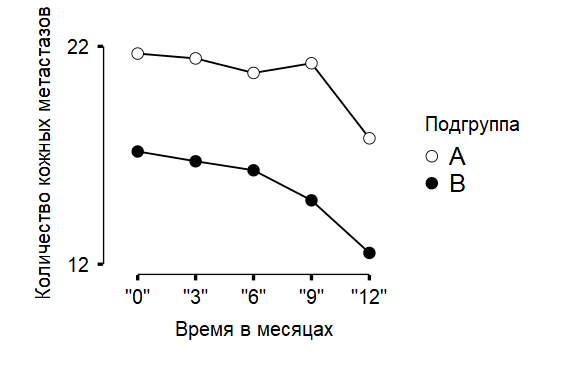 Количество кожных метастазов
22
12
"0" "3" "6" "9" "12"
Время в месяцах
Подгруппа
A
B